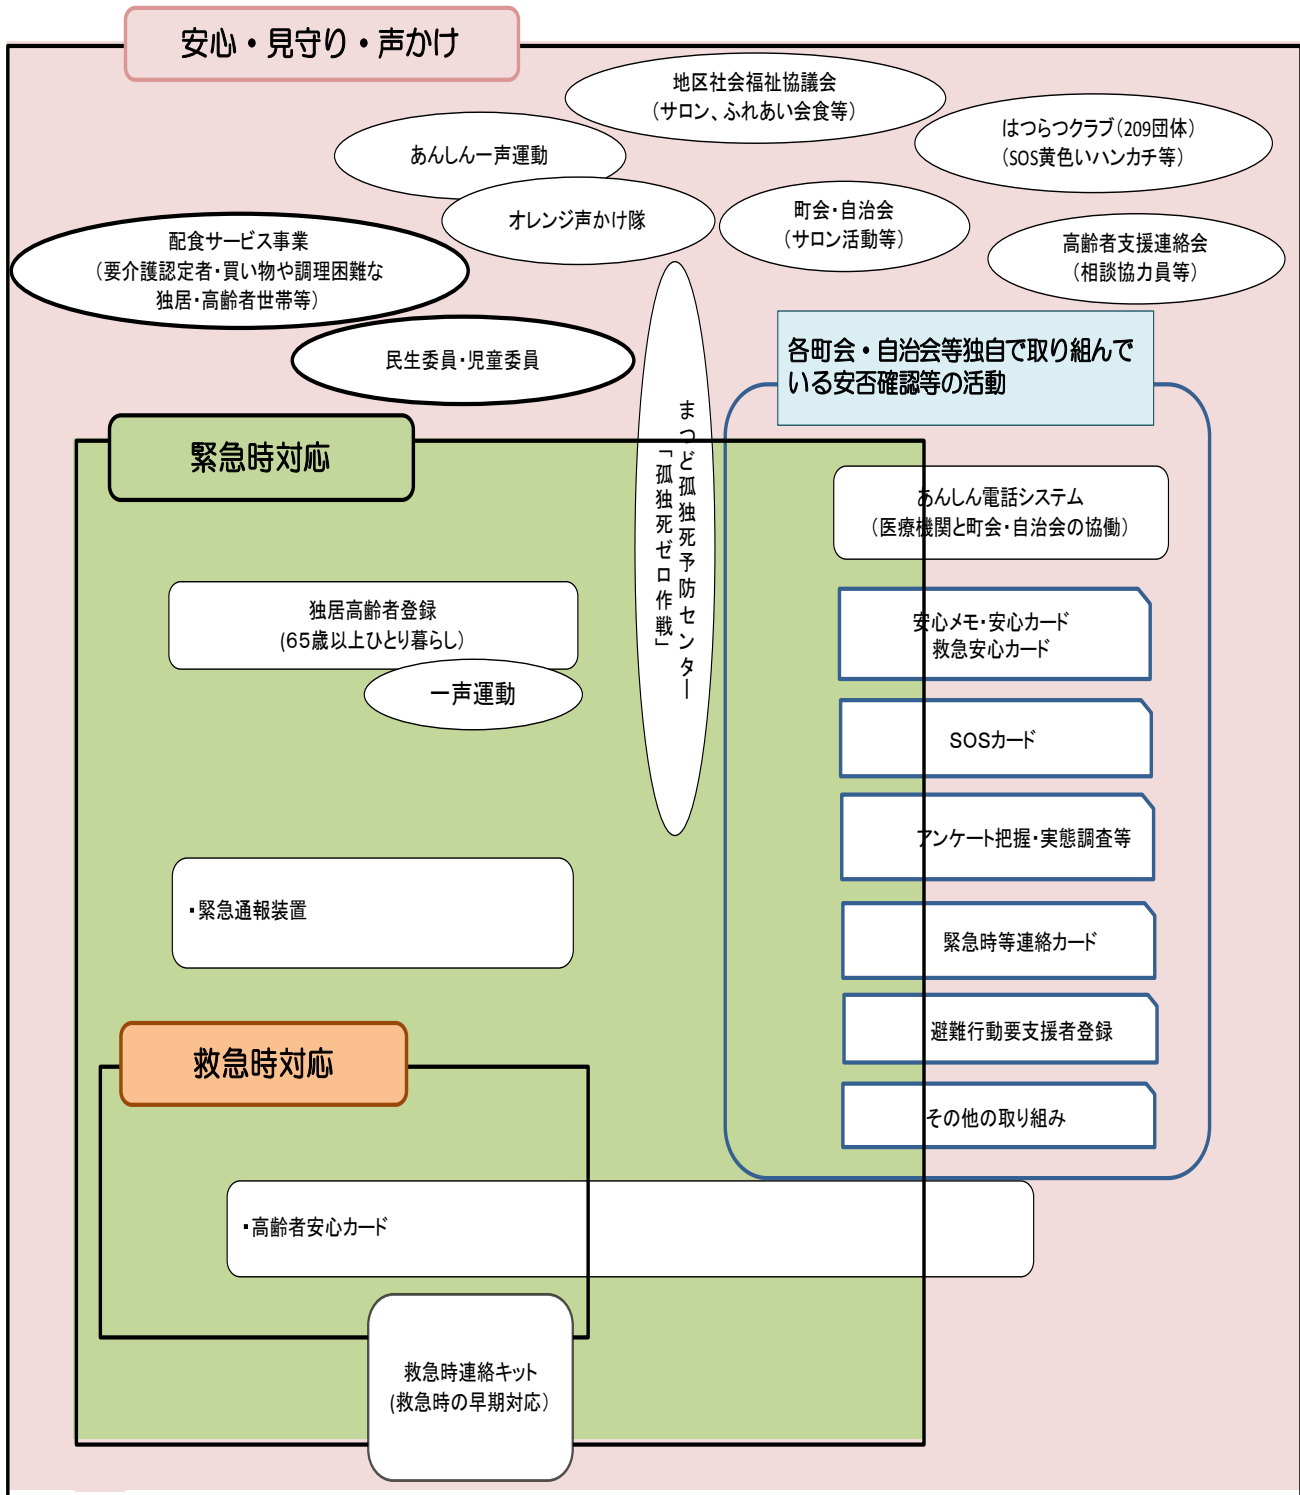 安心・見守り・声かけ
地区社会福祉協議会
（サロン、ふれあい会食等）
はつらつクラブ（209団体）
（SOS黄色いハンカチ等）
あんしん一声運動
オレンジ声かけ隊
町会・自治会
（サロン活動等）
高齢者支援連絡会
（相談協力員等）
配食サービス事業
（要介護認定者・買い物や調理困難な
独居・高齢者世帯等）
民生委員・児童委員
まつど孤独死予防センター
「孤独死ゼロ作戦」
各町会・自治会等独自で取り組んで
いる安否確認等の活動
緊急時対応
あんしん電話システム
（医療機関と町会・自治会の協働）
独居高齢者登録
(65歳以上ひとり暮らし）
一声運動
安心メモ・安心カード
救急安心カード
SOSカード
アンケート把握・実態調査等
・緊急通報装置
緊急時等連絡カード
避難行動要支援者登録
救急時対応
その他の取り組み
・高齢者安心カード
救急時連絡キット
(救急時の早期対応）